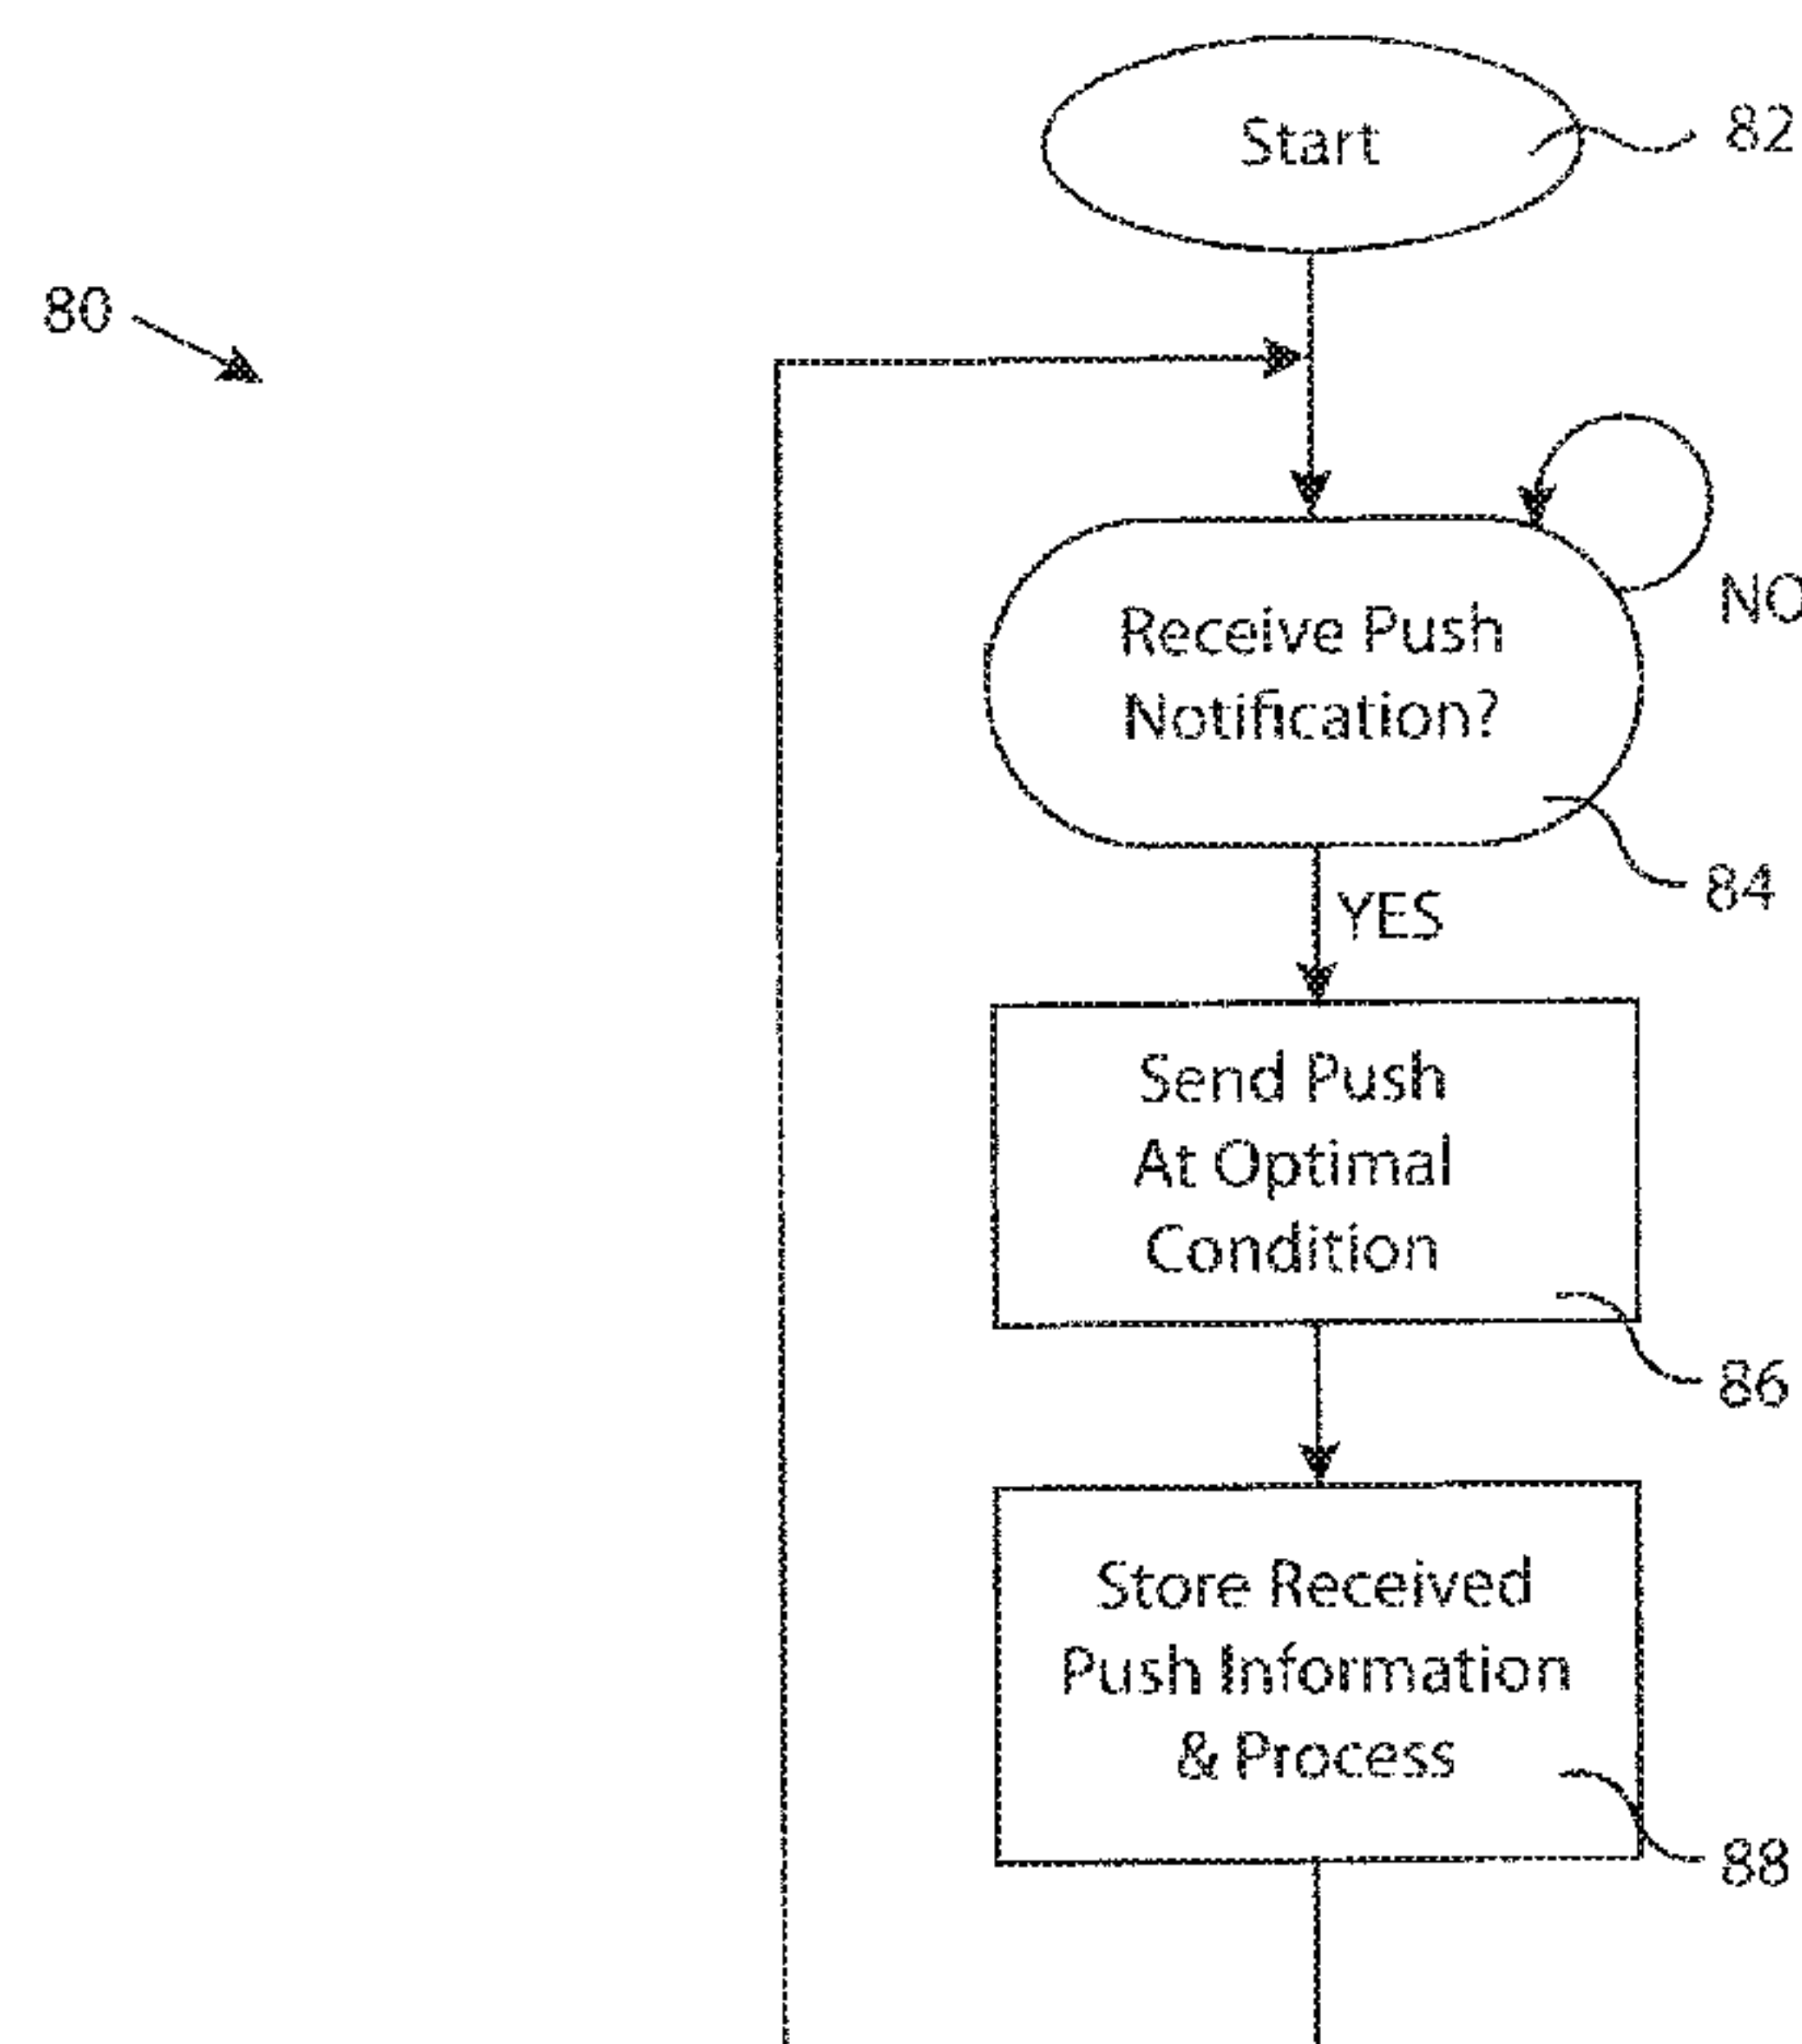 Start
82
80
NO
Receive Push
Notification?
84
YES
Send Push
At Optimal
Condition
86
Store Received
Push Information
& Process
88